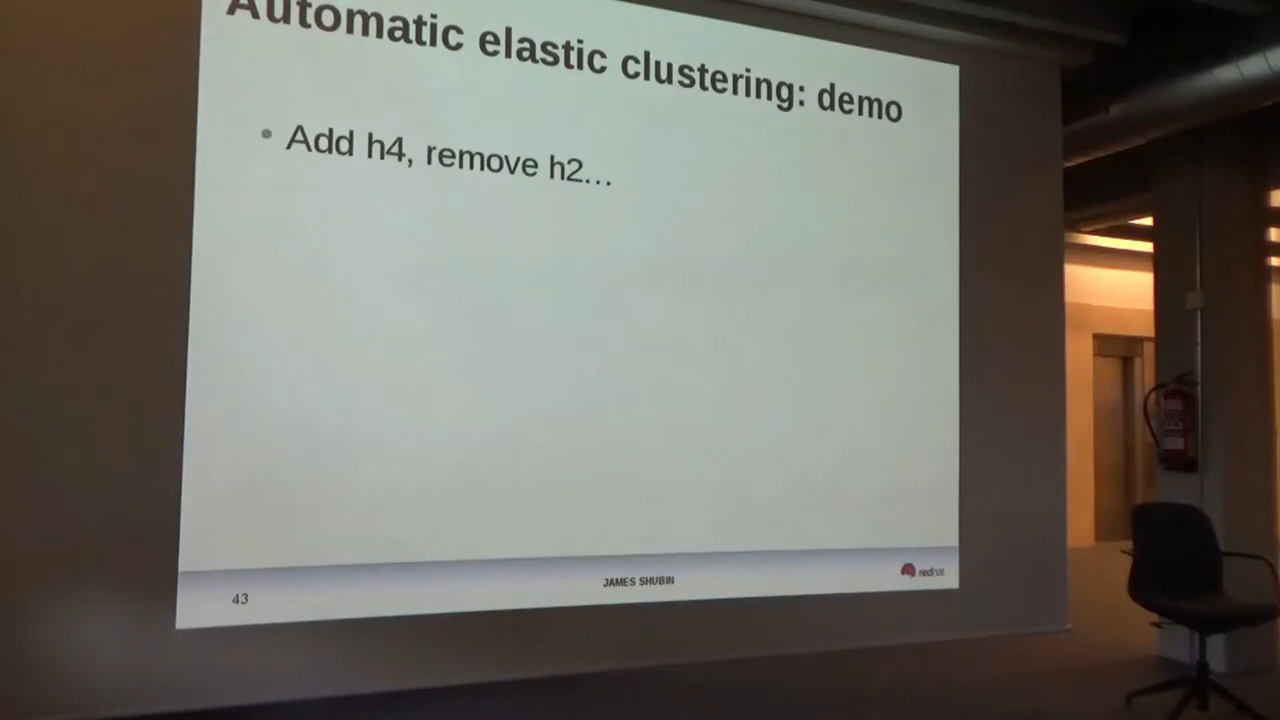 Automatic elastic clustering: demo
• Add h4, remove h2...
43
JAMES SHUBIN
redhat